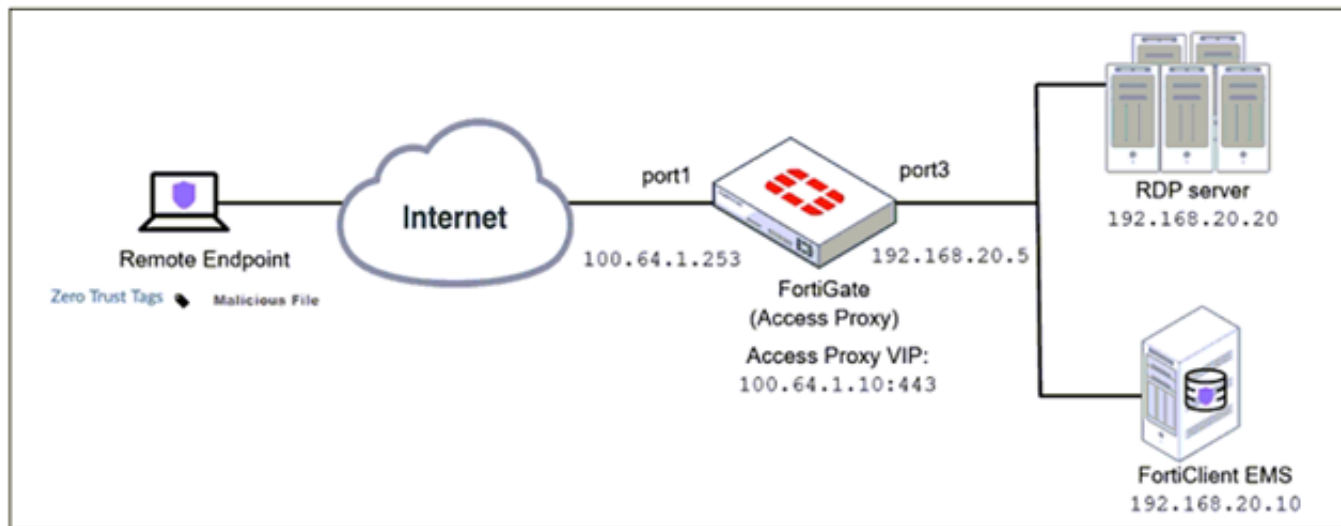 port1
port3
Internet
RDP server
192.168.20.20
Remote Endpoint
100.64.1.253
192.168.20.5
Zero Trust Tags
Malicious File
FortiGate
(Access Proxy)
Access Proxy VIP:
100.64.1.10:443
FortiClient EMS
192.168.20.10